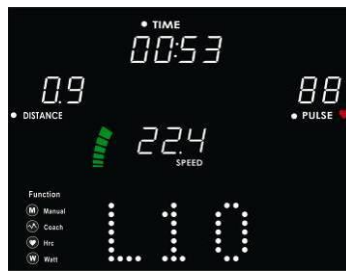 TIME
00:53
0.9
88
DISTANCE
PULSE
22.4
SPEED
Function
M Manual
Coach
Hrc
W Watt
L10